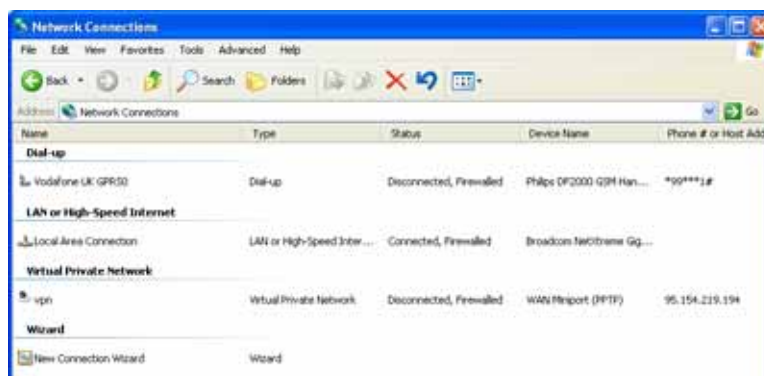 Network Connections
File Edit View Favorites Tools Advanced Help
Back Search Folders
Address Network Connections Go
Name Type Status Device Name Phone # or Host Add
Dial-up
Vodafone UK Dial-up Disconnected, Firewalled Philips GSM Han... *99***1#
LAN or High-Speed Internet
Local Area Connection LAN or High-Speed Inter... Connected, Firewalled Broadcom NetXtreme Gig...
Virtual Private Network
vpn Virtual Private Network Disconnected, Firewalled WAN Miniport (PPTP) 95.154.219.194
Wizard
New Connection Wizard Wizard